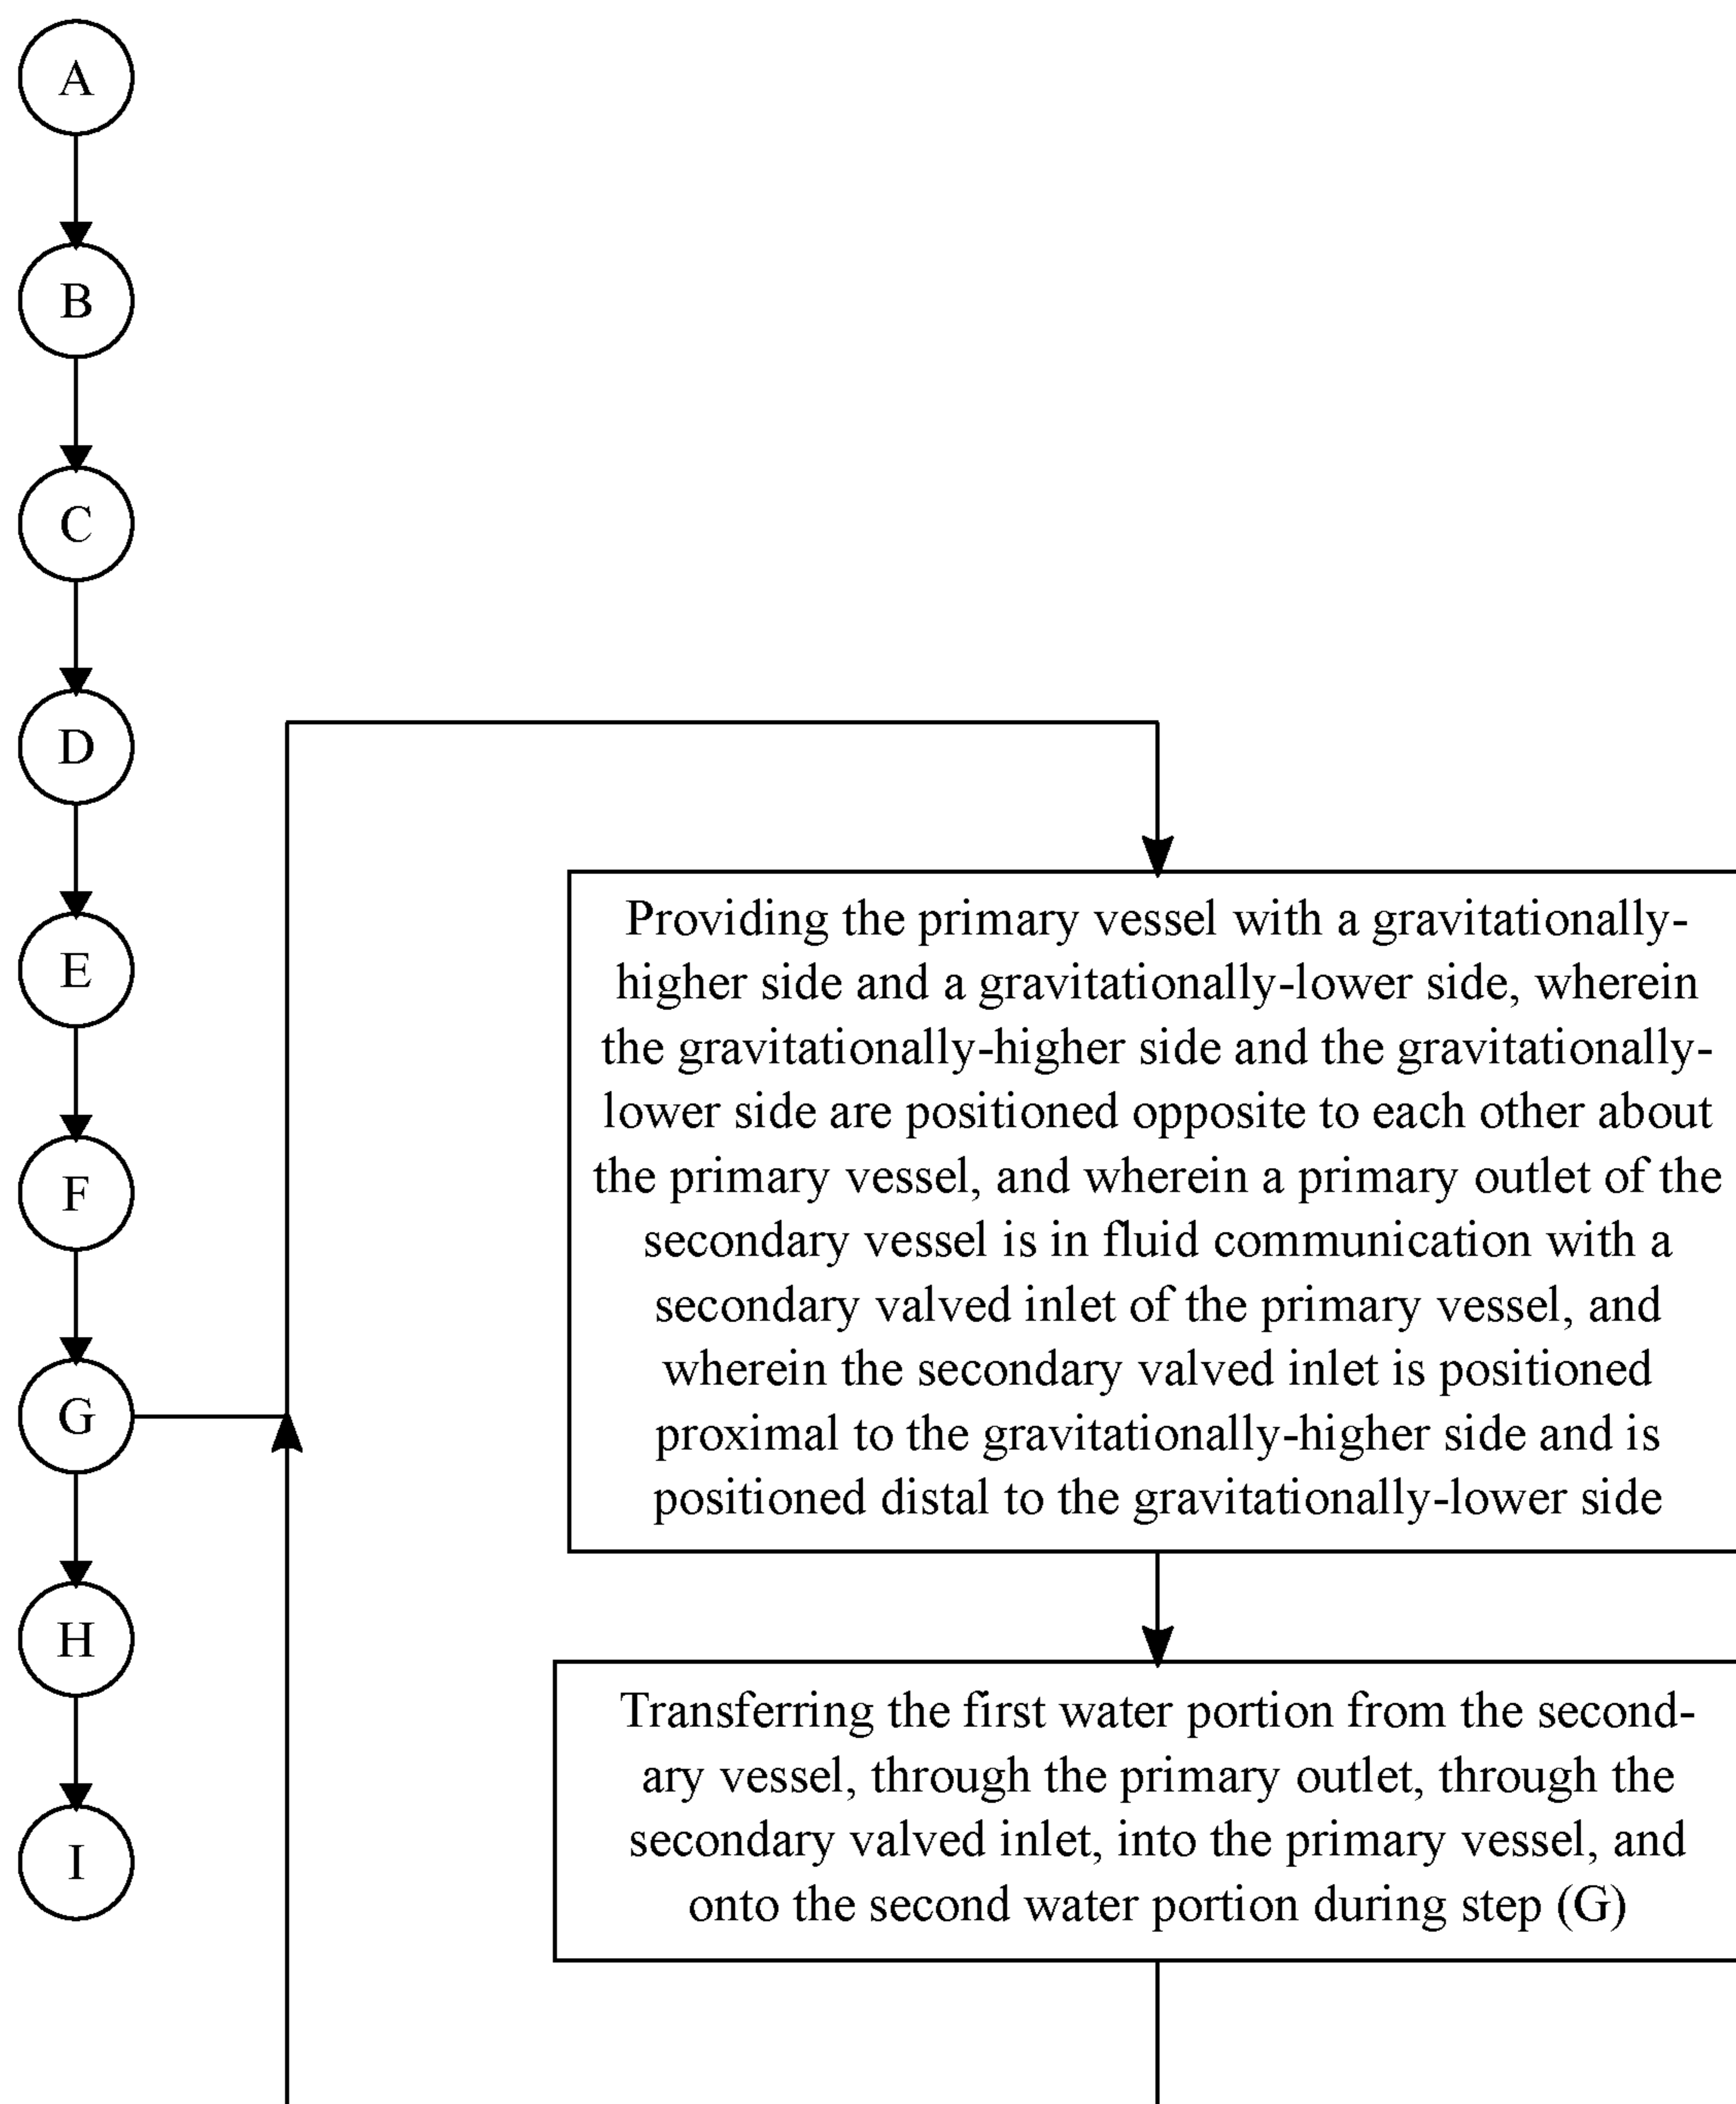 A
B
C
D
E
F
G
H
I
Providing the primary vessel with a gravitationally-
higher side and a gravitationally-lower side, wherein
the gravitationally-higher side and the gravitationally-
lower side are positioned opposite to each other about
the primary vessel, and wherein a primary outlet of the
secondary vessel is in fluid communication with a
secondary valved inlet of the primary vessel, and
wherein the secondary valved inlet is positioned
proximal to the gravitationally-higher side and is
positioned distal to the gravitationally-lower side
Transferring the first water portion from the second-
ary vessel, through the primary outlet, through the
secondary valved inlet, into the primary vessel, and
onto the second water portion during step (G)